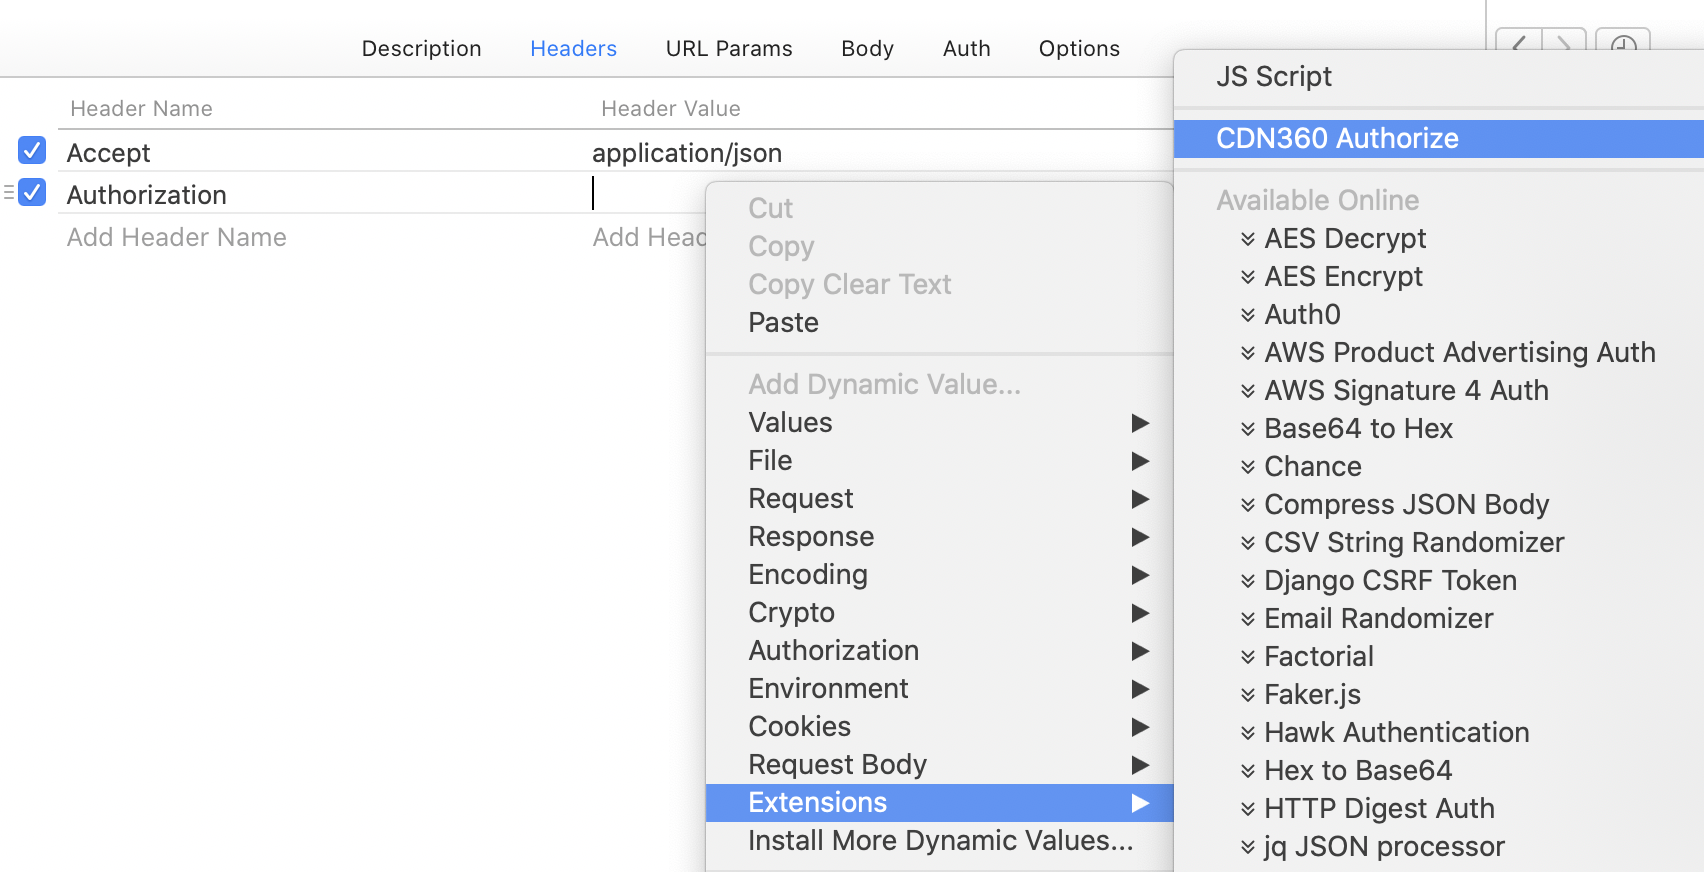 Description Headers URL Params Body Auth Options
Header Name Header Value
Accept application/json
Authorization
Add Header Name Add Head
Cut
Copy
Copy Clear Text
Paste
Add Dynamic Value...
Values
File
Request
Response
Encoding
Crypto
Authorization
Environment
Cookies
Request Body
Extensions
Install More Dynamic Values...
JS Script
CDN360 Authorize
Available Online
AES Decrypt
AES Encrypt
Auth0
AWS Product Advertising Auth
AWS Signature 4 Auth
Base64 to Hex
Chance
Compress JSON Body
CSV String Randomizer
Django CSRF Token
Email Randomizer
Factorial
Faker.js
Hawk Authentication
Hex to Base64
HTTP Digest Auth
jq JSON processor